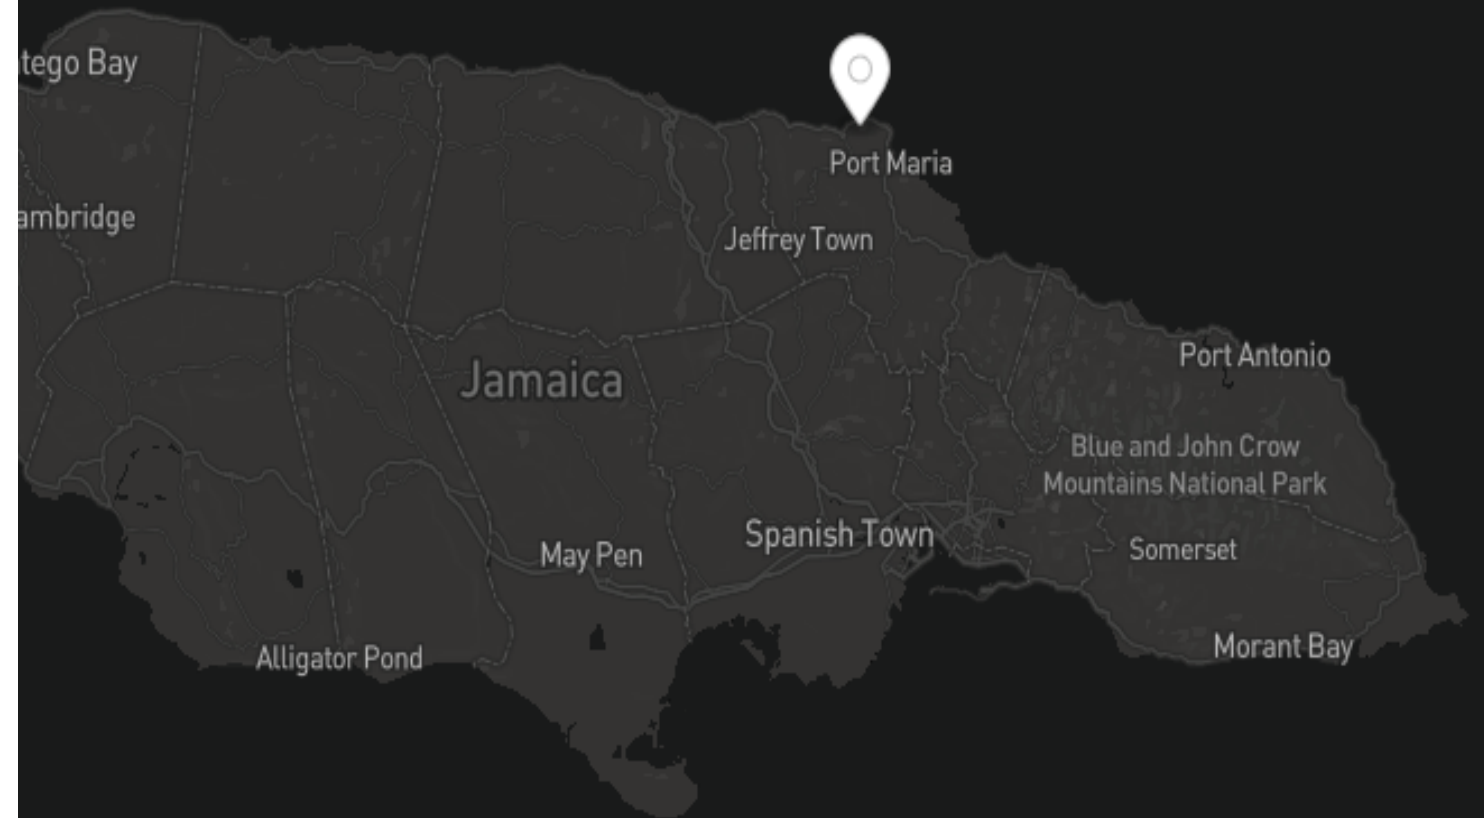 tego Bay
Port Maria
ambridge
Jeffrey Town
Port Antonio
Jamaica
Blue and John Crow
Mountains National Park
Spanish Town
May Pen
Somerset
Morant Bay
Alligator Pond